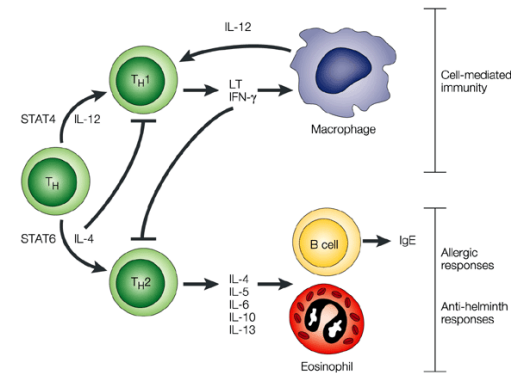 IL-12
TH1
LT
IFN-γ
Macrophage
Cell-mediated
immunity
STAT4
IL-12
TH
STAT6
IL-4
TH2
IL-4
IL-5
IL-6
IL-10
IL-13
B cell
IgE
Allergic
responses
Anti-helminth
responses
Eosinophil